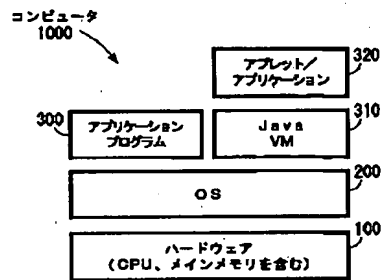 コンピュータ
1000
320
アプレット／
アプリケーション
300
310
アプリケーション
プログラム
Java
VM
200
OS
100
ハードウェア
(CPU、メインメモリを含む)